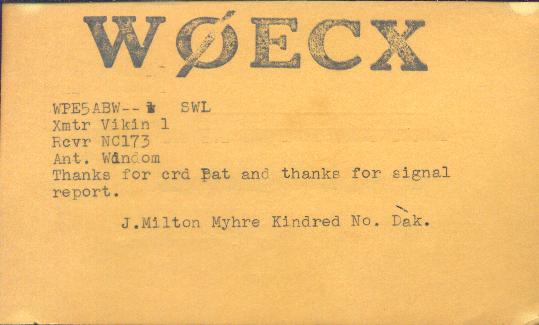 WØECX
WPE5ABW-- SWL
Xmtr Vikin 1
Rcvr NC173
Ant. Windom
Thanks for crd Pat and thanks for signal
report.
J.Milton Myhre Kindred No. Dak.